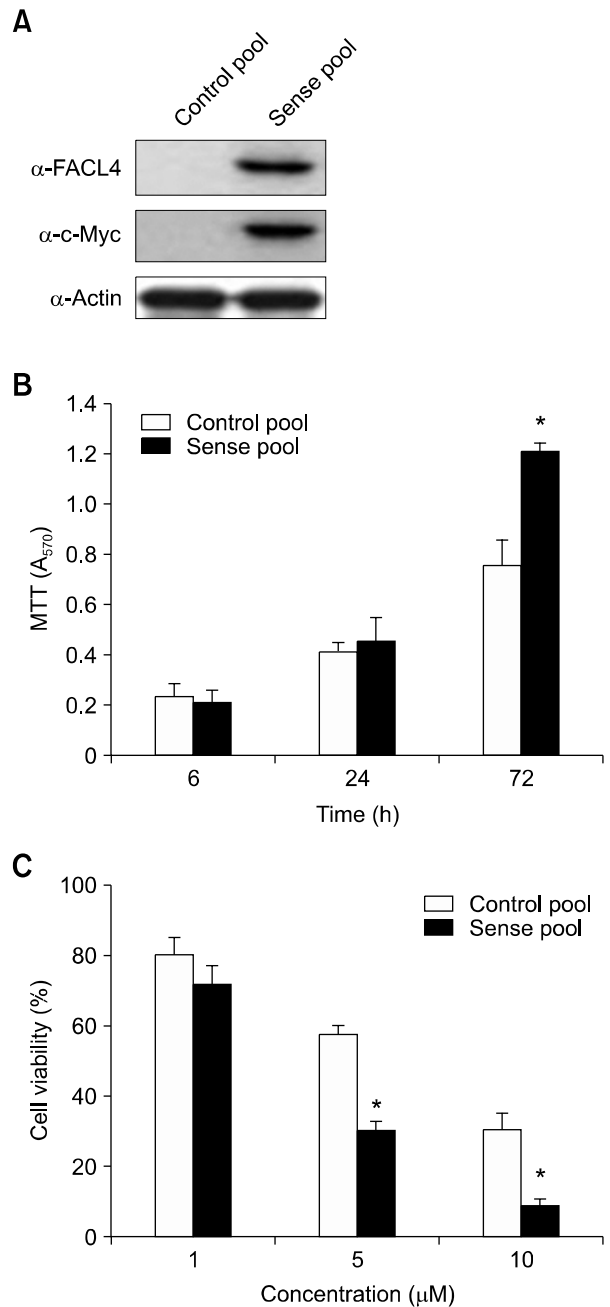 A
Control pool
Sense pool
α-FACL4
α-c-Myc
α-Actin
B
1.4
1.2
1.0
0.8
0.6
0.4
0.2
0
MTT (A570)
Control pool
Sense pool
*
6 24 72
Time (h)
C
100
80
60
40
20
0
Cell viability (%)
Control pool
Sense pool
*
*
1 5 10
Concentration (μM)